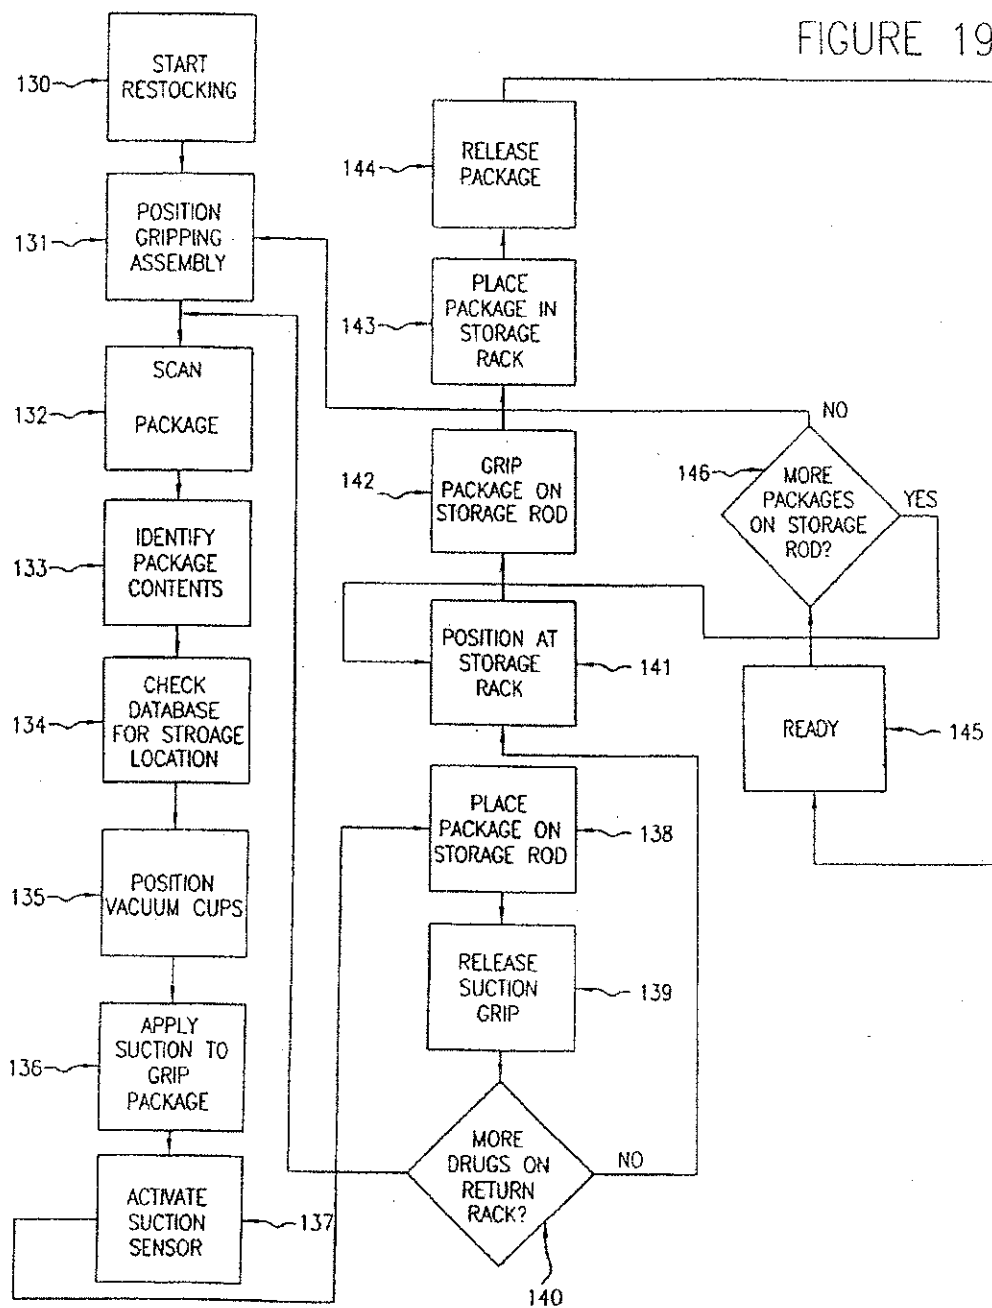 FIGURE 19
130
START
RESTOCKING
131
POSITION
GRIPPING
ASSEMBLY
132
SCAN
PACKAGE
133
IDENTIFY
PACKAGE
CONTENTS
134
CHECK
DATABASE
FOR STROAGE
LOCATION
135
POSITION
VACUUM CUPS
136
APPLY
SUCTION TO
GRIP
PACKAGE
ACTIVATE
SUCTION
SENSOR
137
144
RELEASE
PACKAGE
143
PLACE
PACKAGE IN
STORAGE
RACK
142
GRIP
PACKAGE ON
STORAGE ROD
POSITION AT
STORAGE
RACK
141
PLACE
PACKAGE ON
STORAGE ROD
138
RELEASE
SUCTION
GRIP
139
MORE
DRUGS ON
RETURN
RACK?
NO
140
NO
146
MORE
PACKAGES
ON STORAGE
ROD?
YES
READY
145